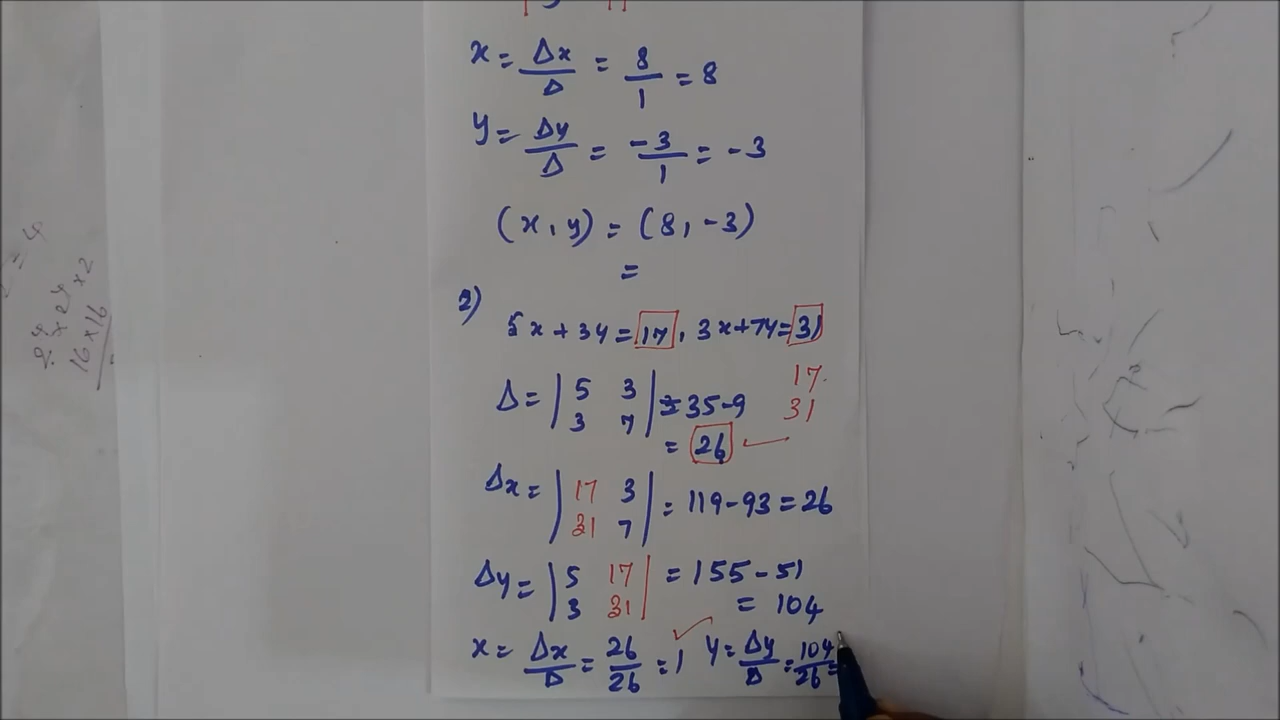 x = Δx/Δ = 8/1 = 8
y = Δy/Δ = -3/1 = -3
(x, y) = (8, -3)
=
2)
5x + 3y = 17, 3x + 7y = 31
17
Δ = | 5 3 | = 35 - 9
| 3 7 |
31
= 26
Δx = | 17 3 | = 119 - 93 = 26
| 31 7 |
Δy = | 5 17 | = 155 - 51
| 3 31 | = 104
x = Δx/Δ = 26/26 = 1 y = Δy/Δ = 104/26 =
16 x 16